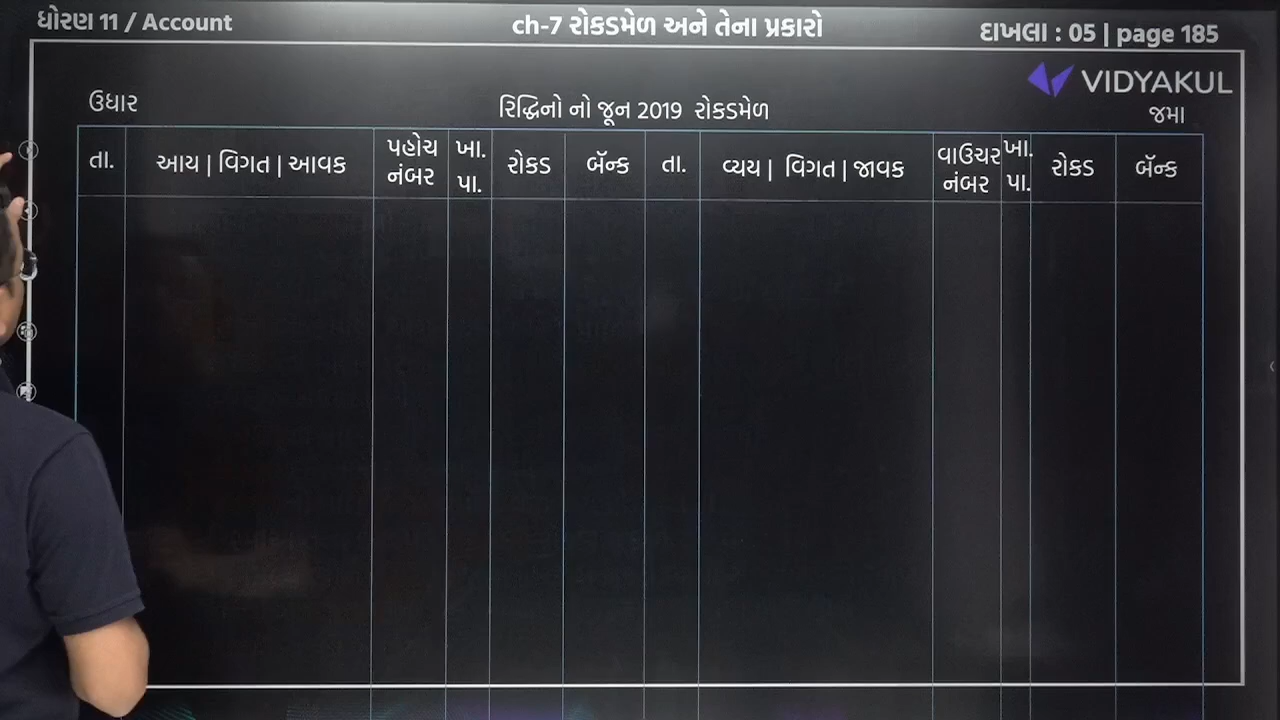 ધોરણ 11 / Account
ch-7 રોકડમેળ અને તેના પ્રકારો
દાખલા : 05 | page 185
VIDYAKUL
ઉધાર
રિદ્ધિનો નો જૂન 2019 રોકડમેળ
જમા
તા.
આય | વિગત | આવક
પહોચ
નંબર
ખા.
પા.
રોકડ
બૅન્ક
તા.
વ્યય | વિગત | જાવક
વાઉચર
નંબર
ખા.
પા.
રોકડ
બૅન્ક